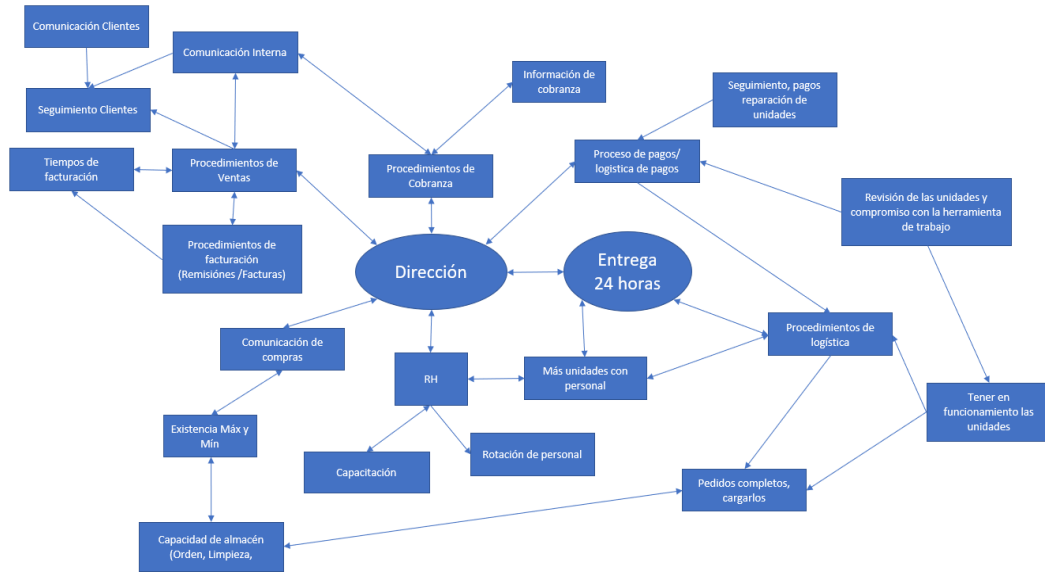 Comunicación Clientes
Comunicación Interna
Información de
cobranza
Seguimiento, pagos
reparación de
unidades
Seguimiento Clientes
Tiempos de
facturación
Procedimientos de
Ventas
Procedimientos de
Cobranza
Proceso de pagos/
logistica de pagos
Revisión de las unidades y
compromiso con la herramienta
de trabajo
Procedimientos de
facturación
(Remisiónes /Facturas)
Dirección
Entrega
24 horas
Comunicación de
compras
Procedimientos de
logística
RH
Más unidades con
personal
Tener en
funcionamiento las
unidades
Existencia Máx y
Mín
Capacitación
Rotación de personal
Pedidos completos,
cargarlos
Capacidad de almacén
(Orden, Limpieza,